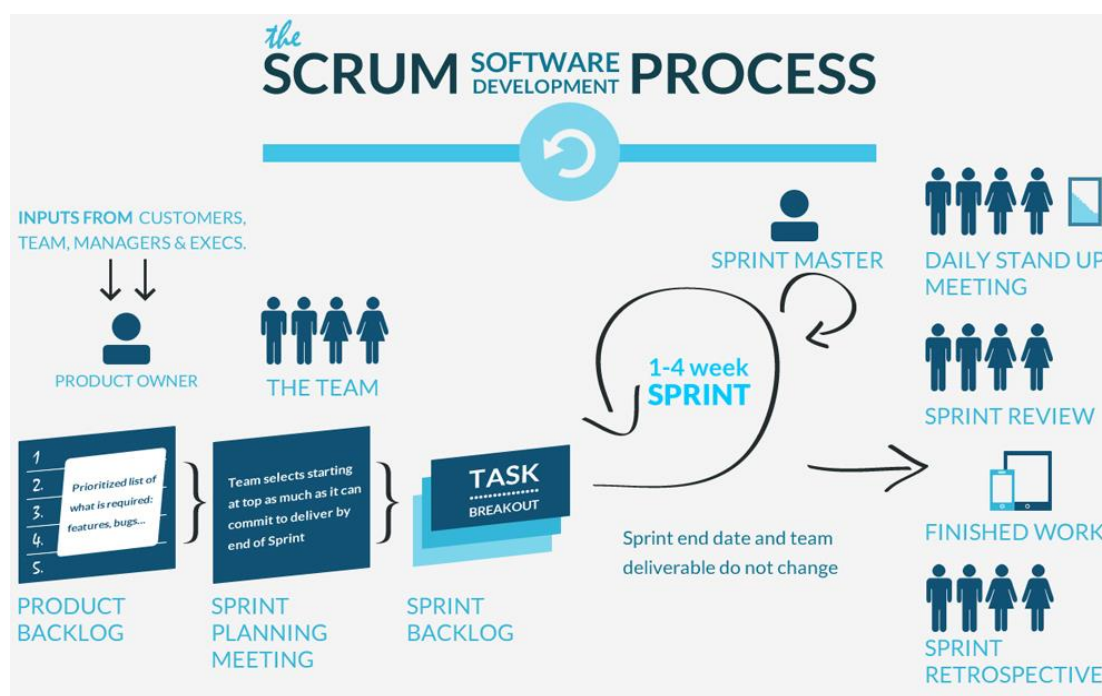 the
SCRUM SOFTWARE DEVELOPMENT PROCESS
INPUTS FROM CUSTOMERS,
TEAM, MANAGERS & EXECS.
PRODUCT OWNER
THE TEAM
SPRINT MASTER
1-4 week
SPRINT
DAILY STAND UP
MEETING
SPRINT REVIEW
FINISHED WORK
SPRINT
RETROSPECTIVE
1
2.
3.
4.
5.
Prioritized list of
what is required:
features, bugs...
PRODUCT
BACKLOG
Team selects starting
at top as much as it can
commit to deliver by
end of Sprint
SPRINT
PLANNING
MEETING
TASK
BREAKOUT
SPRINT
BACKLOG
Sprint end date and team
deliverable do not change